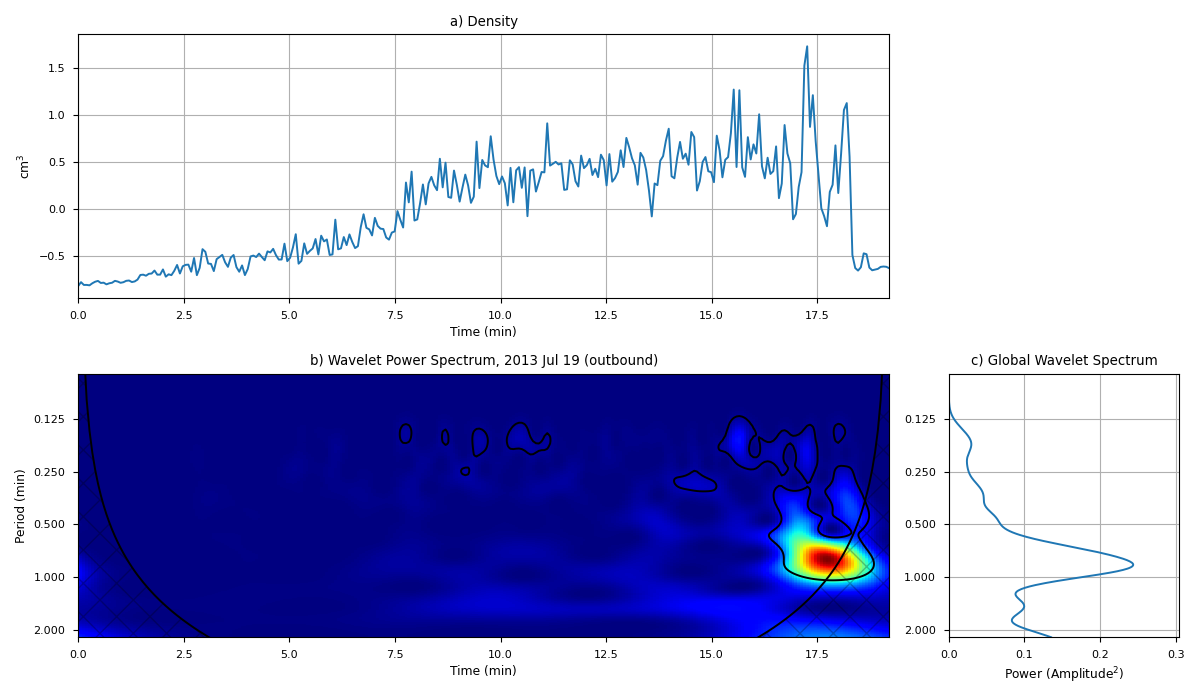 a) Density
cm³
1.5
1.0
0.5
0.0
−0.5
0.0 2.5 5.0 7.5 10.0 12.5 15.0 17.5
Time (min)
b) Wavelet Power Spectrum, 2013 Jul 19 (outbound)
Period (min)
0.125
0.250
0.500
1.000
2.000
0.0 2.5 5.0 7.5 10.0 12.5 15.0 17.5
Time (min)
c) Global Wavelet Spectrum
0.125
0.250
0.500
1.000
2.000
0.0 0.1 0.2 0.3
Power (Amplitude²)